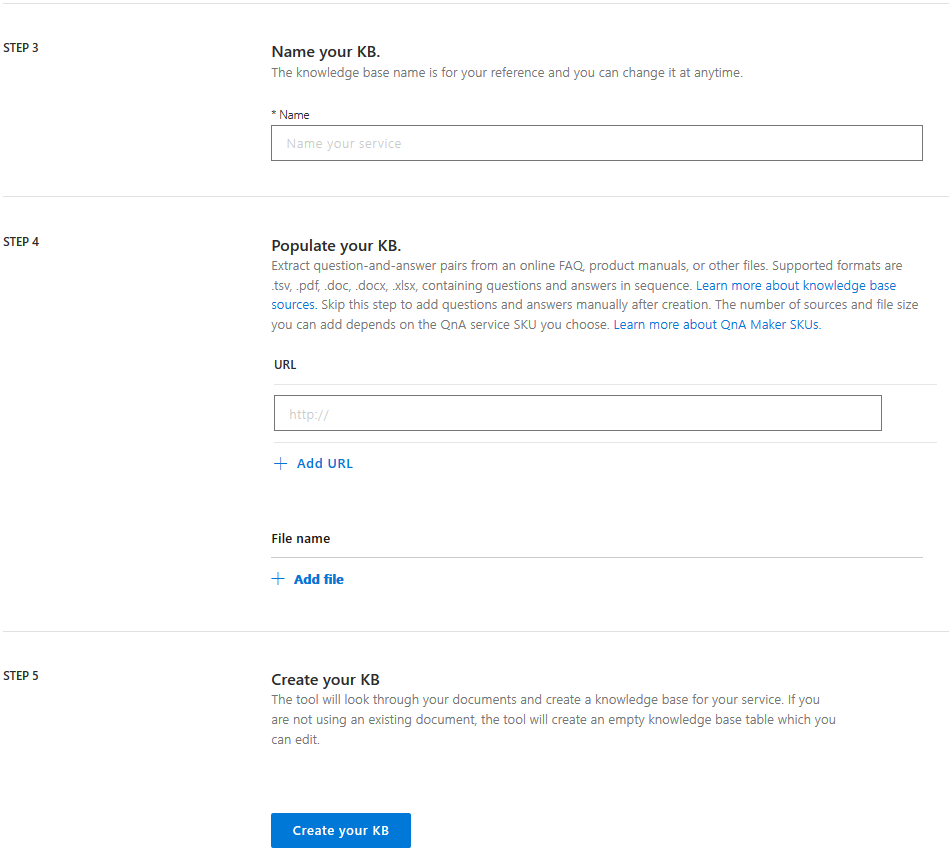 STEP 3
Name your KB.
The knowledge base name is for your reference and you can change it at anytime.
* Name
Name your service
STEP 4
Populate your KB.
Extract question-and-answer pairs from an online FAQ, product manuals, or other files. Supported formats are
.tsv, .pdf, .doc, .docx, .xlsx, containing questions and answers in sequence. Learn more about knowledge base
sources. Skip this step to add questions and answers manually after creation. The number of sources and file size
you can add depends on the QnA service SKU you choose. Learn more about QnA Maker SKUs.
URL
http://
+ Add URL
File name
+ Add file
STEP 5
Create your KB
The tool will look through your documents and create a knowledge base for your service. If you
are not using an existing document, the tool will create an empty knowledge base table which you
can edit.
Create your KB